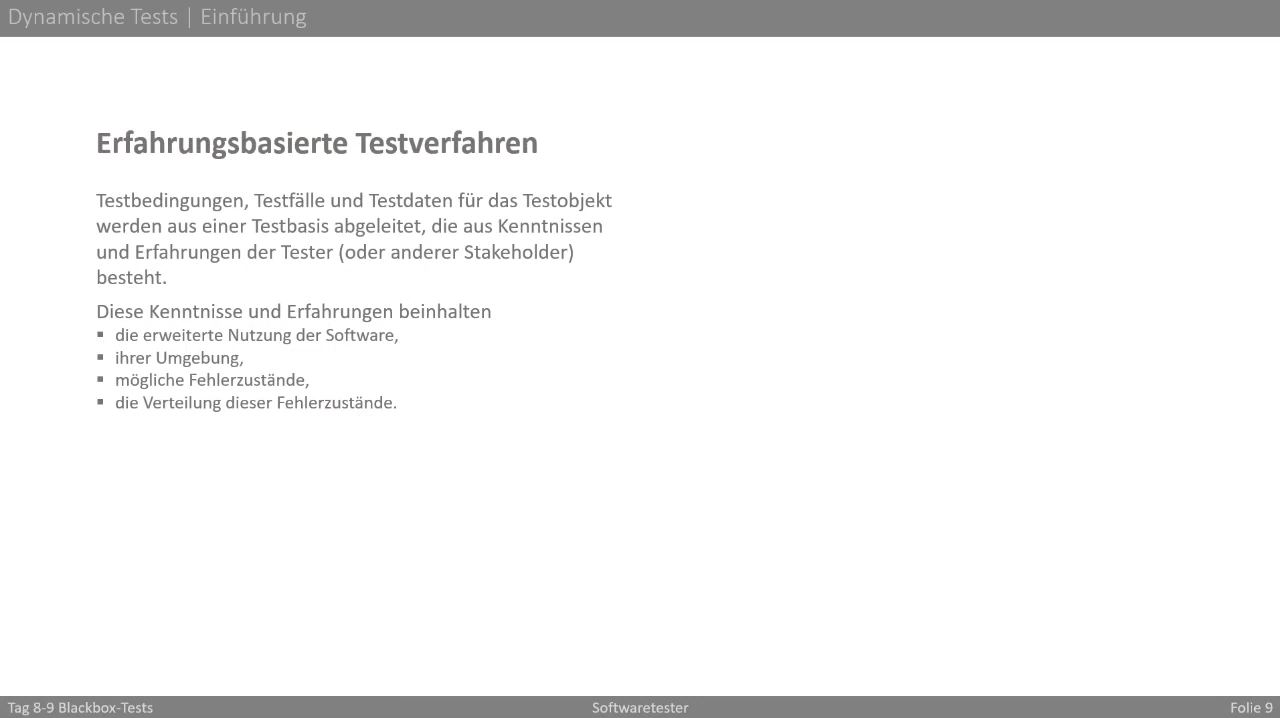 Dynamische Tests | Einführung
Erfahrungsbasierte Testverfahren
Testbedingungen, Testfälle und Testdaten für das Testobjekt
werden aus einer Testbasis abgeleitet, die aus Kenntnissen
und Erfahrungen der Tester (oder anderer Stakeholder)
besteht.
Diese Kenntnisse und Erfahrungen beinhalten
▪ die erweiterte Nutzung der Software,
▪ ihrer Umgebung,
▪ mögliche Fehlerzustände,
▪ die Verteilung dieser Fehlerzustände.
Tag 8-9 Blackbox-Tests
Softwaretester
Folie 9